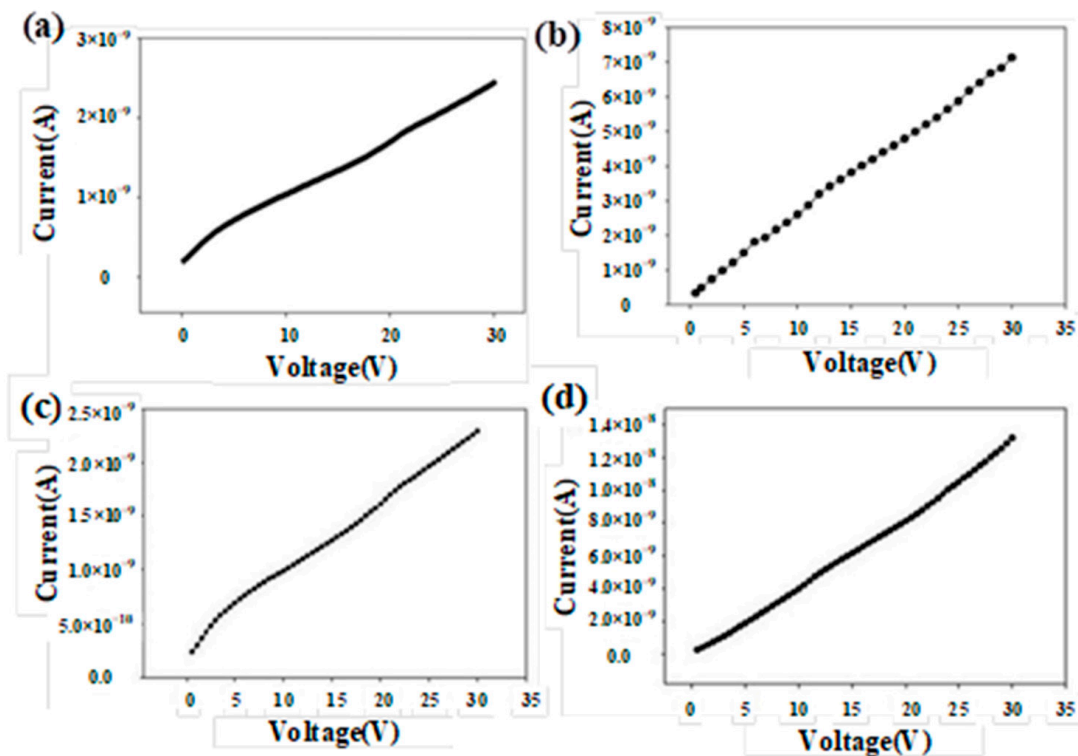 (a)
3×10⁻⁹
2×10⁻⁹
1×10⁻⁹
0
Current(A)
0 10 20 30
Voltage(V)
(b)
8×10⁻⁹
7×10⁻⁹
6×10⁻⁹
5×10⁻⁹
4×10⁻⁹
3×10⁻⁹
2×10⁻⁹
1×10⁻⁹
0
Current(A)
0 5 10 15 20 25 30 35
Voltage(V)
(c)
2.5×10⁻⁹
2.0×10⁻⁹
1.5×10⁻⁹
1.0×10⁻⁹
5.0×10⁻¹⁰
0.0
Current(A)
0 5 10 15 20 25 30 35
Voltage(V)
(d)
1.4×10⁻⁸
1.2×10⁻⁸
1.0×10⁻⁸
8.0×10⁻⁹
6.0×10⁻⁹
4.0×10⁻⁹
2.0×10⁻⁹
0.0
Current(A)
0 5 10 15 20 25 30 35
Voltage(V)